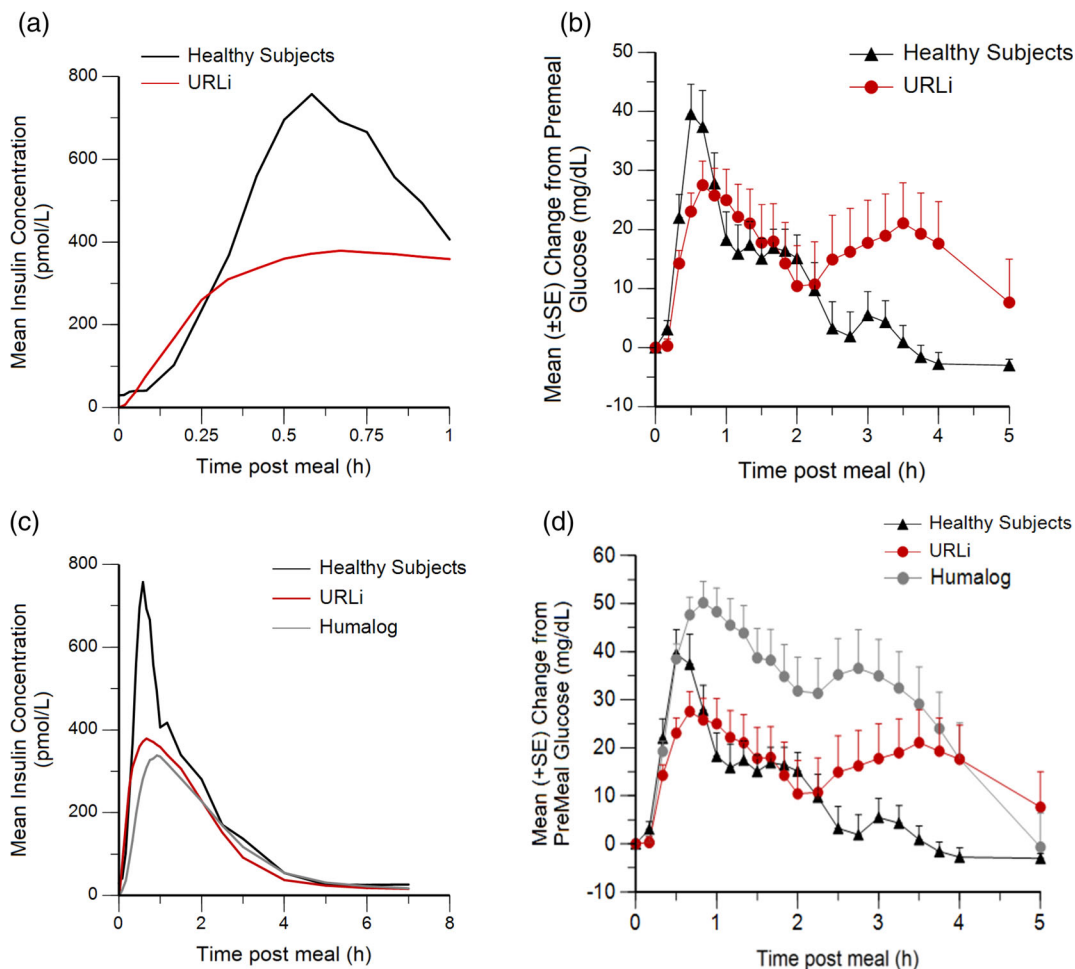 (a)
Healthy Subjects
URLi
800
600
400
200
0
0
0.25
0.5
0.75
1
Mean Insulin Concentration
(pmol/L)
Time post meal (h)
(b)
Healthy Subjects
URLi
50
40
30
20
10
0
-10
0
1
2
3
4
5
Mean (±SE) Change from Premeal
Glucose (mg/dL)
Time post meal (h)
(c)
Healthy Subjects
URLi
Humalog
800
600
400
200
0
0
2
4
6
8
Mean Insulin Concentration
(pmol/L)
Time post meal (h)
(d)
Healthy Subjects
URLi
Humalog
60
50
40
30
20
10
0
-10
0
1
2
3
4
5
Mean (+SE) Change from
PreMeal Glucose (mg/dL)
Time post meal (h)